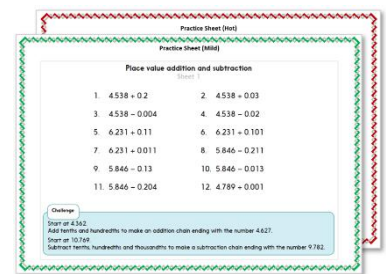 Practice Sheet (Hot)
Practice Sheet (Mild)
Place value addition and subtraction
Sheet 1
1. 4.538 + 0.2 2. 4.538 + 0.03
3. 4.538 – 0.004 4. 4.538 – 0.02
5. 6.231 + 0.11 6. 6.231 + 0.101
7. 6.231 + 0.011 8. 5.846 – 0.211
9. 5.846 – 0.13 10. 5.846 – 0.013
11. 5.846 – 0.204 12. 4.789 + 0.001
Challenge
Start at 4.362.
Add tenths and hundredths to make an addition chain ending with the number 4.627.
Start at 10.769.
Subtract tenths, hundredths and thousandths to make a subtraction chain ending with the number 9.782.